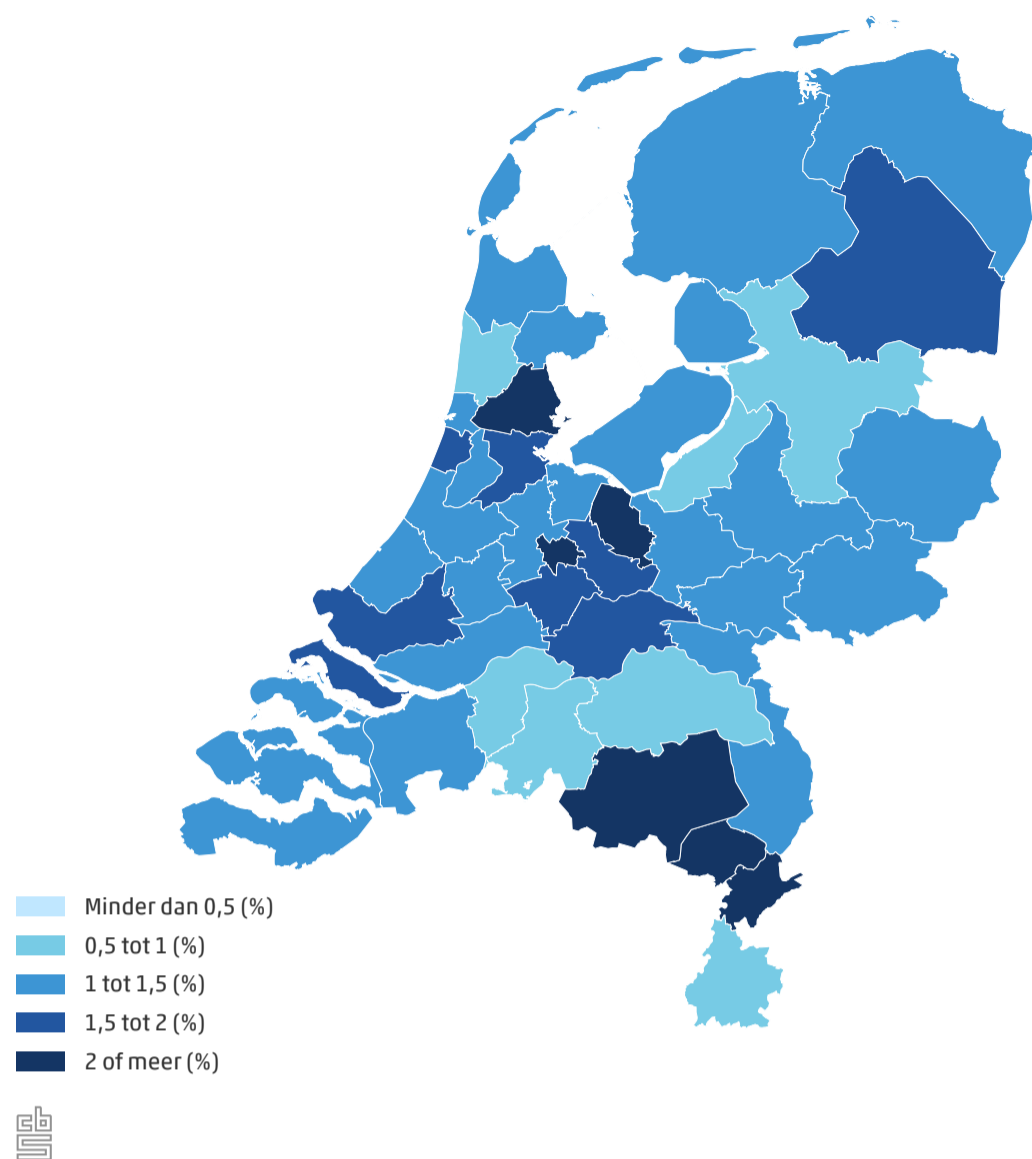 Minder dan 0,5 (%)
0,5 tot 1 (%)
1 tot 1,5 (%)
1,5 tot 2 (%)
2 of meer (%)
cbs